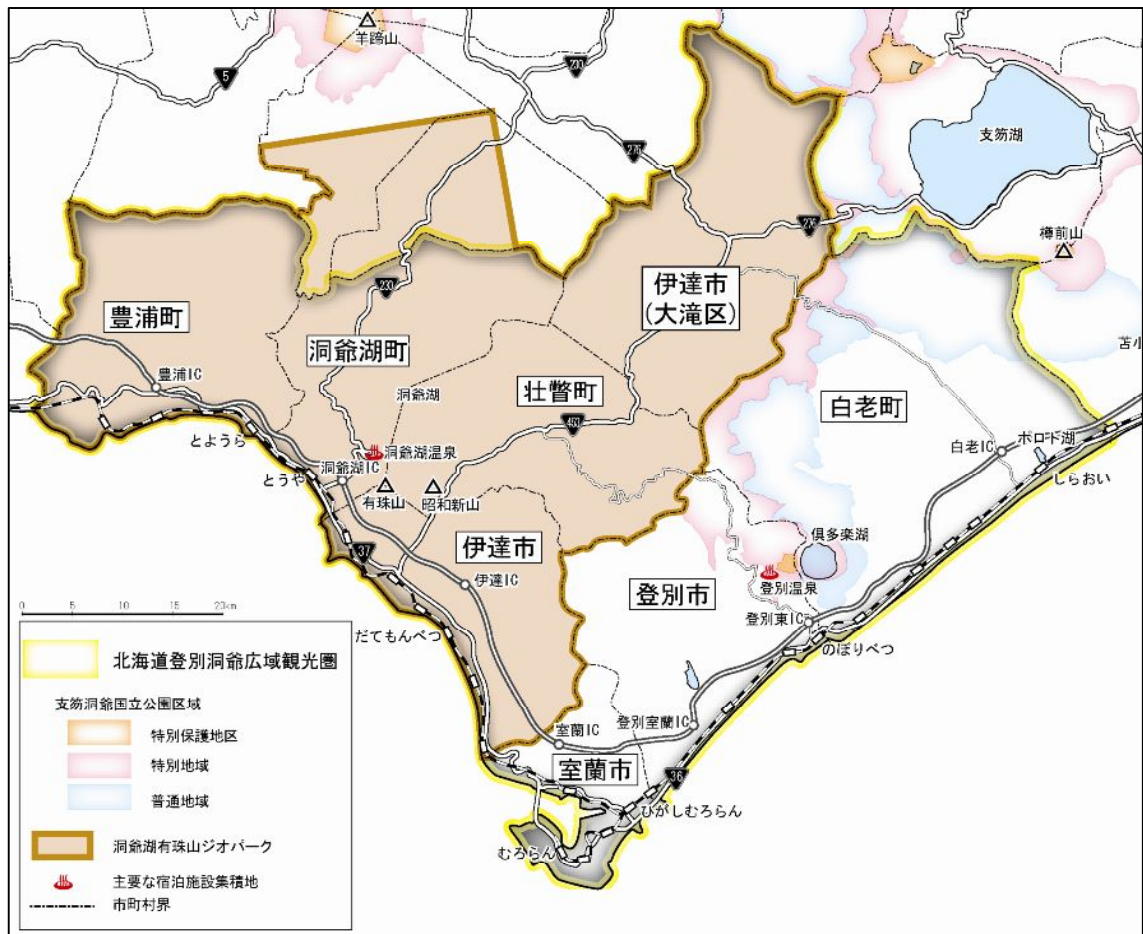 羊蹄山
5
230
276
支笏湖
276
樽前山
230
伊達市
(大滝区)
豊浦町
洞爺湖町
豊浦IC
洞爺湖
壮瞥町
453
白老町
苫小
とようら
洞爺湖温泉
白老IC
ポロト湖
とうや
洞爺湖IC
有珠山
昭和新山
しらおい
37
伊達市
倶多楽湖
伊達IC
登別市
登別温泉
登別東IC
0 5 10 15 20km
だてもんべつ
のぼりべつ
北海道登別洞爺広域観光圏
支笏洞爺国立公園区域
特別保護地区
登別室蘭IC
室蘭IC
特別地域
室蘭市
36
普通地域
ひがしむろらん
洞爺湖有珠山ジオパーク
むろらん
主要な宿泊施設集積地
市町村界